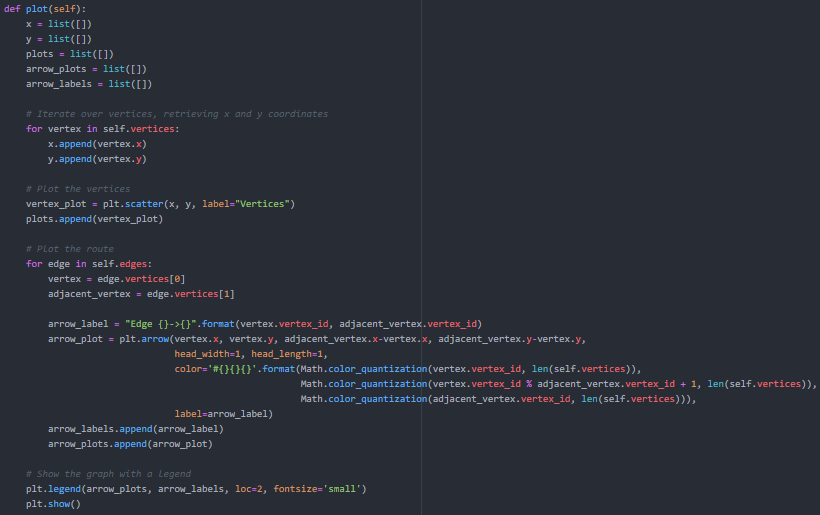 def plot(self):
    x = list([])
    y = list([])
    plots = list([])
    arrow_plots = list([])
    arrow_labels = list([])

    # Iterate over vertices, retrieving x and y coordinates
    for vertex in self.vertices:
        x.append(vertex.x)
        y.append(vertex.y)

    # Plot the vertices
    vertex_plot = plt.scatter(x, y, label="Vertices")
    plots.append(vertex_plot)

    # Plot the route
    for edge in self.edges:
        vertex = edge.vertices[0]
        adjacent_vertex = edge.vertices[1]

        arrow_label = "Edge {}->{}".format(vertex.vertex_id, adjacent_vertex.vertex_id)
        arrow_plot = plt.arrow(vertex.x, vertex.y, adjacent_vertex.x-vertex.x, adjacent_vertex.y-vertex.y,
                               head_width=1, head_length=1,
                               color='#{}{}{}'.format(Math.color_quantization(vertex.vertex_id, len(self.vertices)),
                                                      Math.color_quantization(vertex.vertex_id % adjacent_vertex.vertex_id + 1, len(self.vertices)),
                                                      Math.color_quantization(adjacent_vertex.vertex_id, len(self.vertices))),
                               label=arrow_label)
        arrow_labels.append(arrow_label)
        arrow_plots.append(arrow_plot)

    # Show the graph with a legend
    plt.legend(arrow_plots, arrow_labels, loc=2, fontsize='small')
    plt.show()